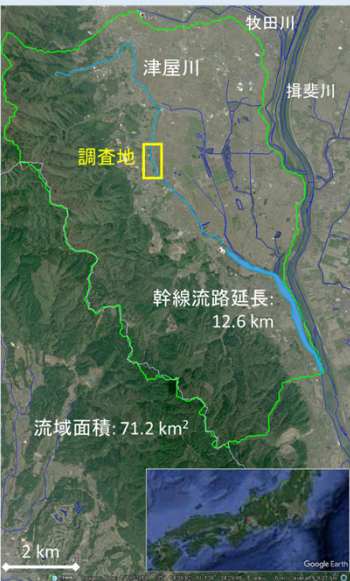 牧田川
津屋川
揖斐川
調査地
幹線流路延長:
12.6 km
流域面積: 71.2 km²
2 km
Google Earth